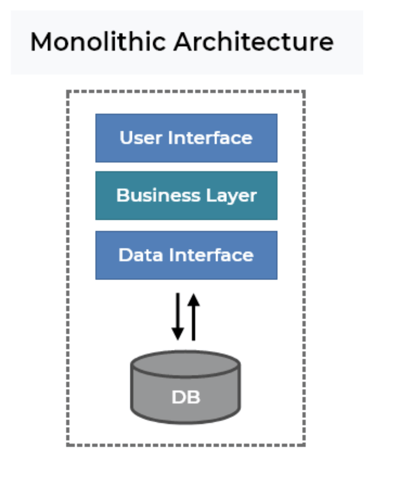 Monolithic Architecture
User Interface
Business Layer
Data Interface
DB